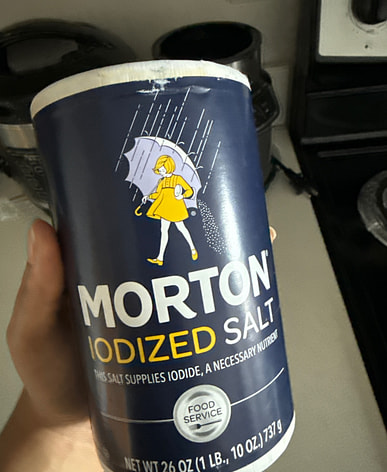 MORTON®
IODIZED SALT
THIS SALT SUPPLIES IODIDE, A NECESSARY NUTRIENT
FOOD
SERVICE
NET WT 26 OZ (1 LB., 10 OZ.) 737 g